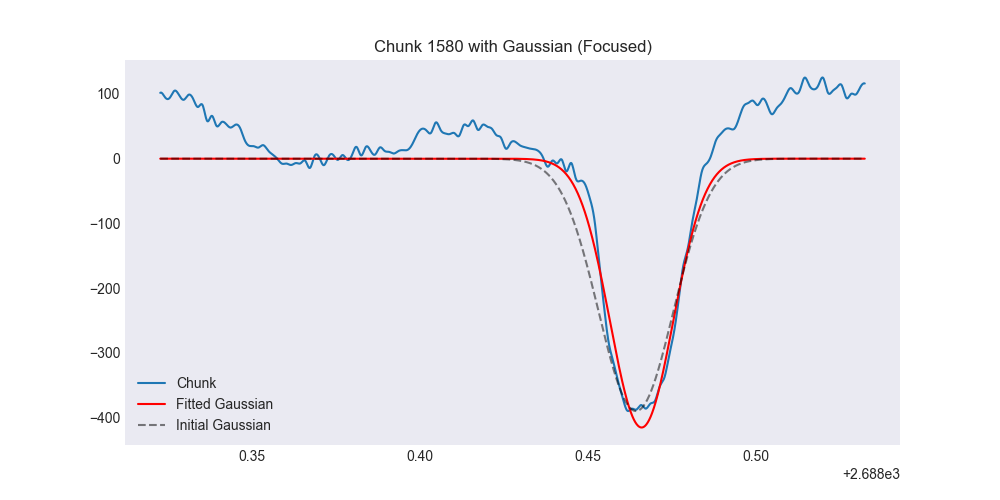 Chunk 1580 with Gaussian (Focused)
100
0
−100
−200
−300
−400
Chunk
Fitted Gaussian
Initial Gaussian
0.35 0.40 0.45 0.50
+2.688e3